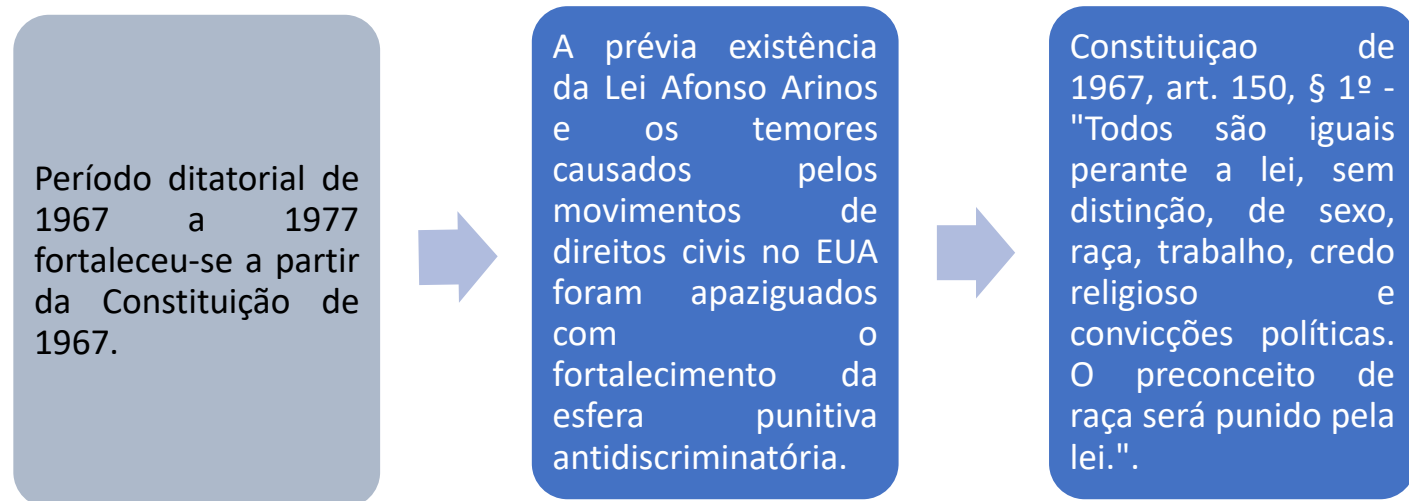 Período ditatorial de
1967 a 1977
fortaleceu-se a partir
da Constituição de
1967.
A prévia existência
da Lei Afonso Arinos
e os temores
causados pelos
movimentos de
direitos civis no EUA
foram apaziguados
com o
fortalecimento da
esfera punitiva
antidiscriminatória.
Constituiçao de
1967, art. 150, § 1º -
"Todos são iguais
perante a lei, sem
distinção, de sexo,
raça, trabalho, credo
religioso e
convicções políticas.
O preconceito de
raça será punido pela
lei.".